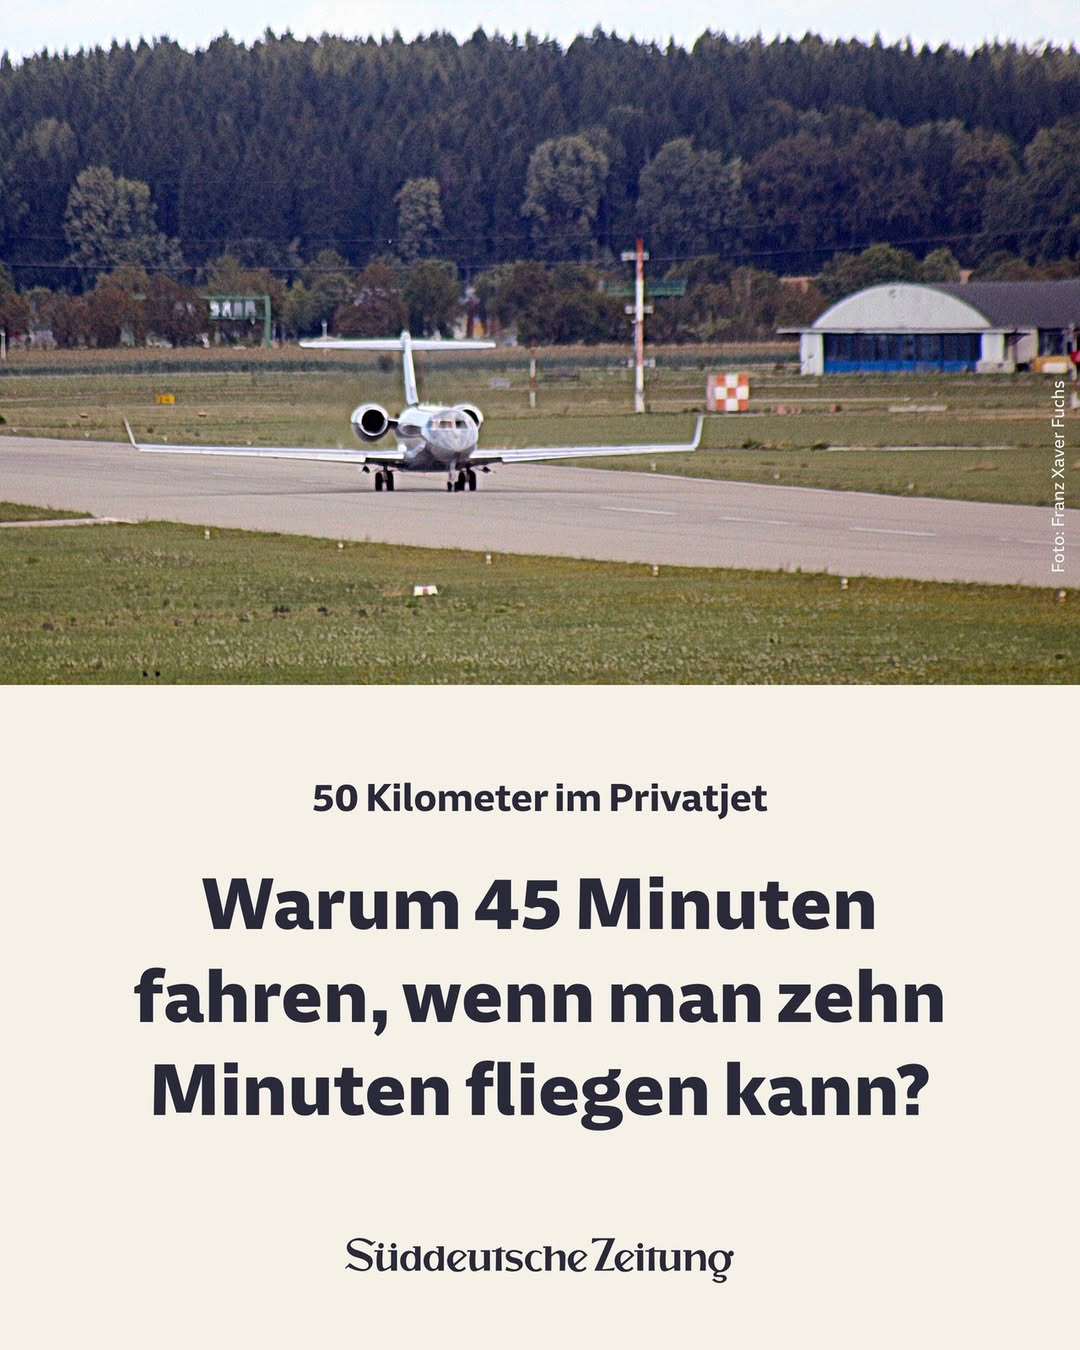 Foto: Franz Xaver Fuchs
50 Kilometer im Privatjet
Warum 45 Minuten
fahren, wenn man zehn
Minuten fliegen kann?
Süddeutsche Zeitung